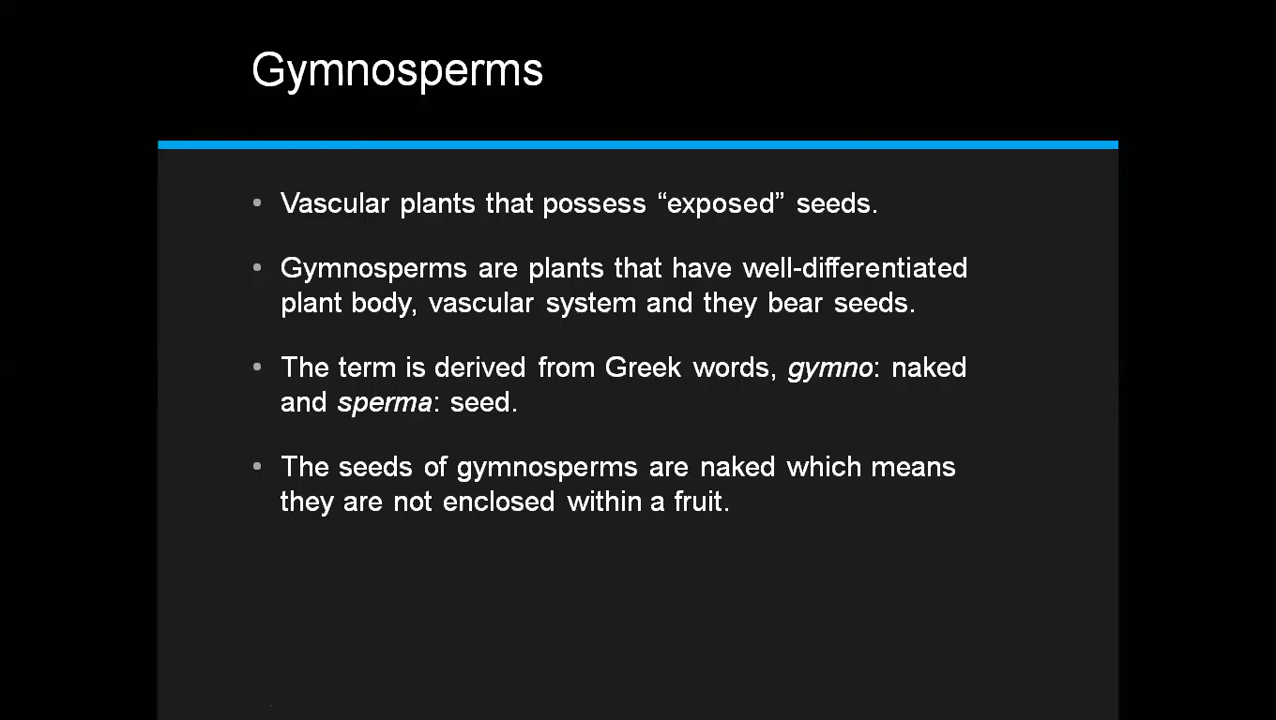 Gymnosperms
• Vascular plants that possess “exposed” seeds.
• Gymnosperms are plants that have well-differentiated
plant body, vascular system and they bear seeds.
• The term is derived from Greek words, gymno: naked
and sperma: seed.
• The seeds of gymnosperms are naked which means
they are not enclosed within a fruit.